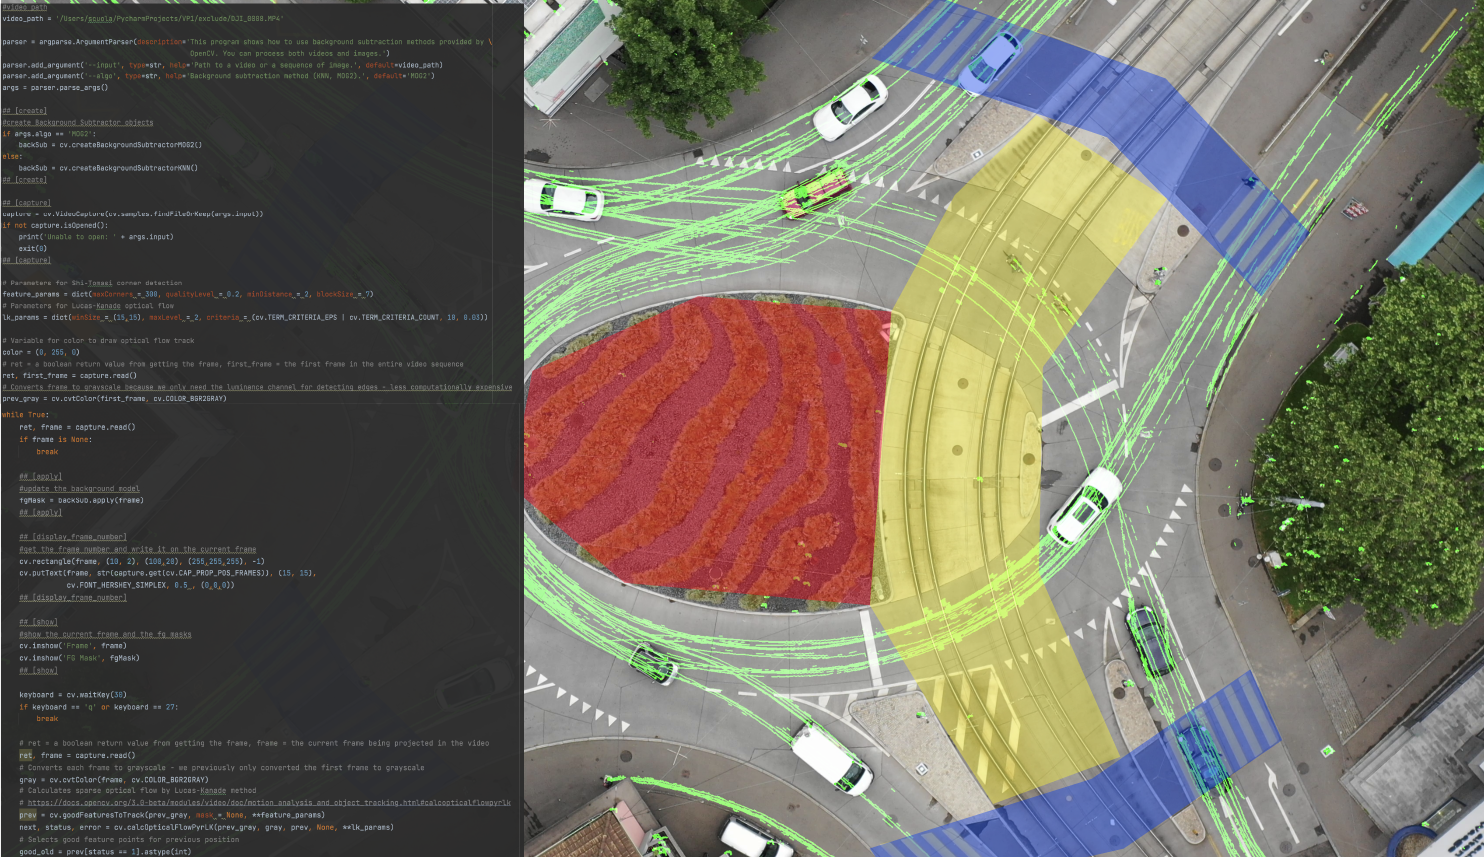 #video path
video_path = '/Users/scuola/PycharmProjects/VPI/exclude/DJI_0008.MP4'
parser = argparse.ArgumentParser(description='This program shows how to use background subtraction methods provided by \
OpenCV. You can process both videos and images.')
parser.add_argument('--input', type=str, help='Path to a video or a sequence of image.', default=video_path)
parser.add_argument('--algo', type=str, help='Background subtraction method (KNN, MOG2).', default='MOG2')
args = parser.parse_args()
## [create]
#create Background Subtractor objects
if args.algo == 'MOG2':
backSub = cv.createBackgroundSubtractorMOG2()
else:
backSub = cv.createBackgroundSubtractorKNN()
## [create]
## [capture]
capture = cv.VideoCapture(cv.samples.findFileOrKeep(args.input))
if not capture.isOpened():
print('Unable to open: ' + args.input)
exit(0)
## [capture]
# Parameters for Shi-Tomasi corner detection
feature_params = dict(maxCorners = 300, qualityLevel = 0.2, minDistance = 2, blockSize = 7)
# Parameters for Lucas-Kanade optical flow
lk_params = dict(winSize = (15,15), maxLevel = 2, criteria = (cv.TERM_CRITERIA_EPS | cv.TERM_CRITERIA_COUNT, 10, 0.03))
# Variable for color to draw optical flow track
color = (0, 255, 0)
# ret = a boolean return value from getting the frame, first_frame = the first frame in the entire video sequence
ret, first_frame = capture.read()
# Converts frame to grayscale because we only need the luminance channel for detecting edges - less computationally expensive
prev_gray = cv.cvtColor(first_frame, cv.COLOR_BGR2GRAY)
while True:
ret, frame = capture.read()
if frame is None:
break
## [apply]
#update the background model
fgMask = backSub.apply(frame)
## [apply]
## [display_frame_number]
#get the frame number and write it on the current frame
cv.rectangle(frame, (10, 2), (100,20), (255,255,255), -1)
cv.putText(frame, str(capture.get(cv.CAP_PROP_POS_FRAMES)), (15, 15),
cv.FONT_HERSHEY_SIMPLEX, 0.5 , (0,0,0))
## [display_frame_number]
## [show]
#show the current frame and the fg masks
cv.imshow('Frame', frame)
cv.imshow('FG Mask', fgMask)
## [show]
keyboard = cv.waitKey(30)
if keyboard == 'q' or keyboard == 27:
break
# ret = a boolean return value from getting the frame, frame = the current frame being projected in the video
ret, frame = capture.read()
# Converts each frame to grayscale - we previously only converted the first frame to grayscale
gray = cv.cvtColor(frame, cv.COLOR_BGR2GRAY)
# Calculates sparse optical flow by Lucas-Kanade method
# https://docs.opencv.org/3.0-beta/modules/video/doc/motion_analysis_and_object_tracking.html#calcopticalflowpyrlk
prev = cv.goodFeaturesToTrack(prev_gray, mask = None, **feature_params)
next, status, error = cv.calcOpticalFlowPyrLK(prev_gray, gray, prev, None, **lk_params)
# Selects good feature points for previous position
good_old = prev[status == 1].astype(int)